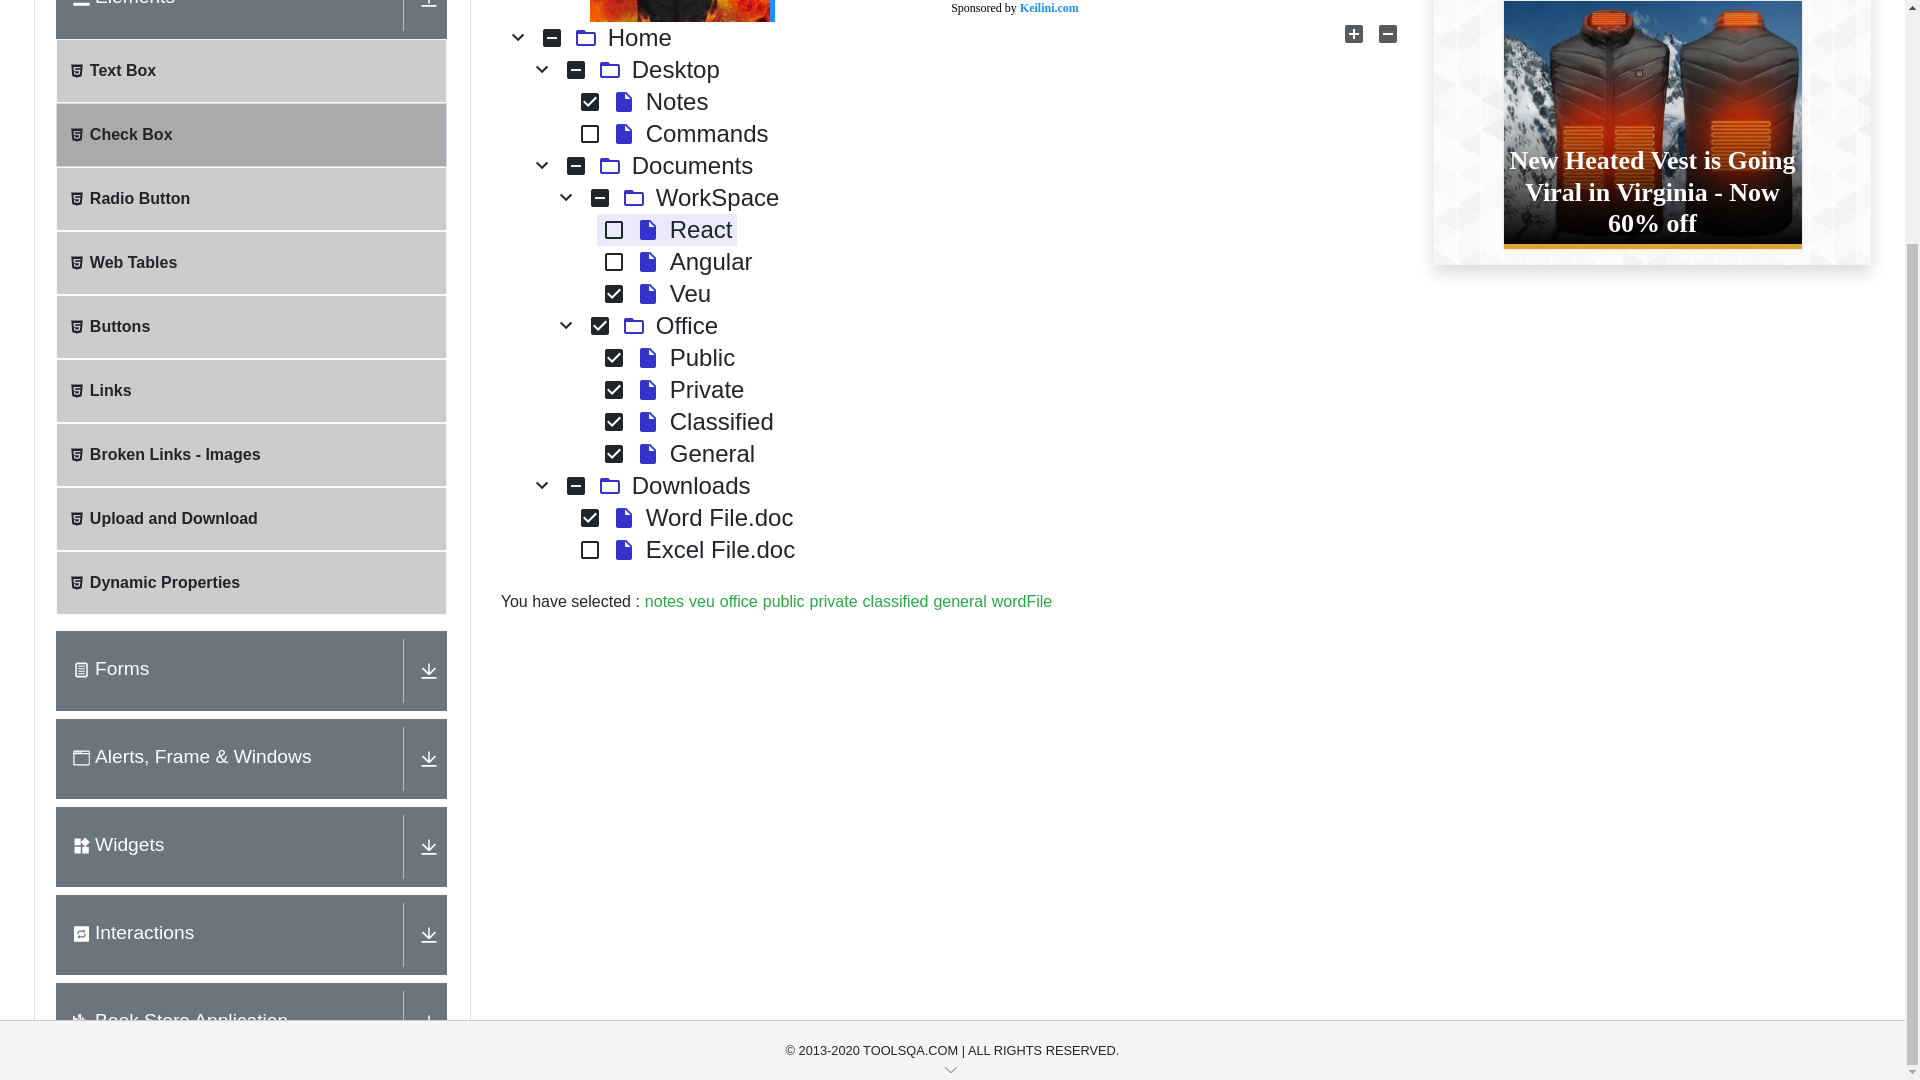 Elements
Text Box
Check Box
Radio Button
Web Tables
Buttons
Links
Broken Links - Images
Upload and Download
Dynamic Properties
Forms
Alerts, Frame & Windows
Widgets
Interactions
Book Store Application
Sponsored by Keilini.com
Home
Desktop
Notes
Commands
Documents
WorkSpace
React
Angular
Veu
Office
Public
Private
Classified
General
Downloads
Word File.doc
Excel File.doc
You have selected : notes veu office public private classified general wordFile
New Heated Vest is Going
Viral in Virginia - Now
60% off
© 2013-2020 TOOLSQA.COM | ALL RIGHTS RESERVED.